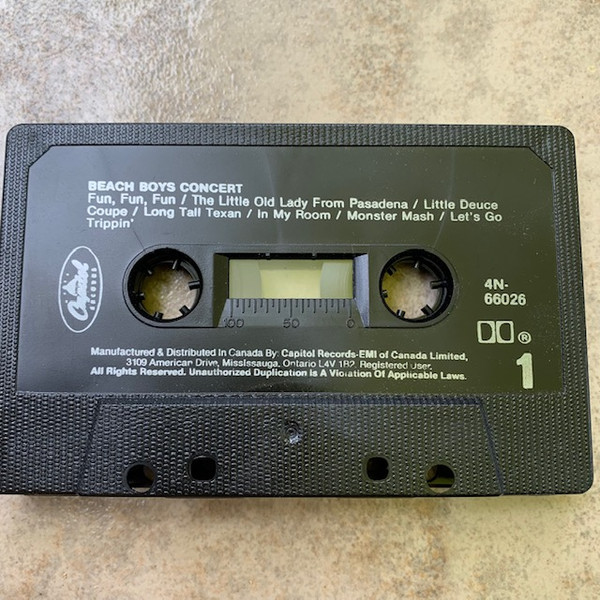 BEACH BOYS CONCERT
Fun, Fun, Fun / The Little Old Lady From Pasadena / Little Deuce
Coupe / Long Tall Texan / In My Room / Monster Mash / Let's Go
Trippin'
Capitol
RECORDS
100 50 0
4N-
66026
®
1
Manufactured & Distributed In Canada By: Capitol Records-EMI of Canada Limited,
3109 American Drive, Mississauga, Ontario L4V 1B2. Registered User.
All Rights Reserved. Unauthorized Duplication is A Violation Of Applicable Laws.